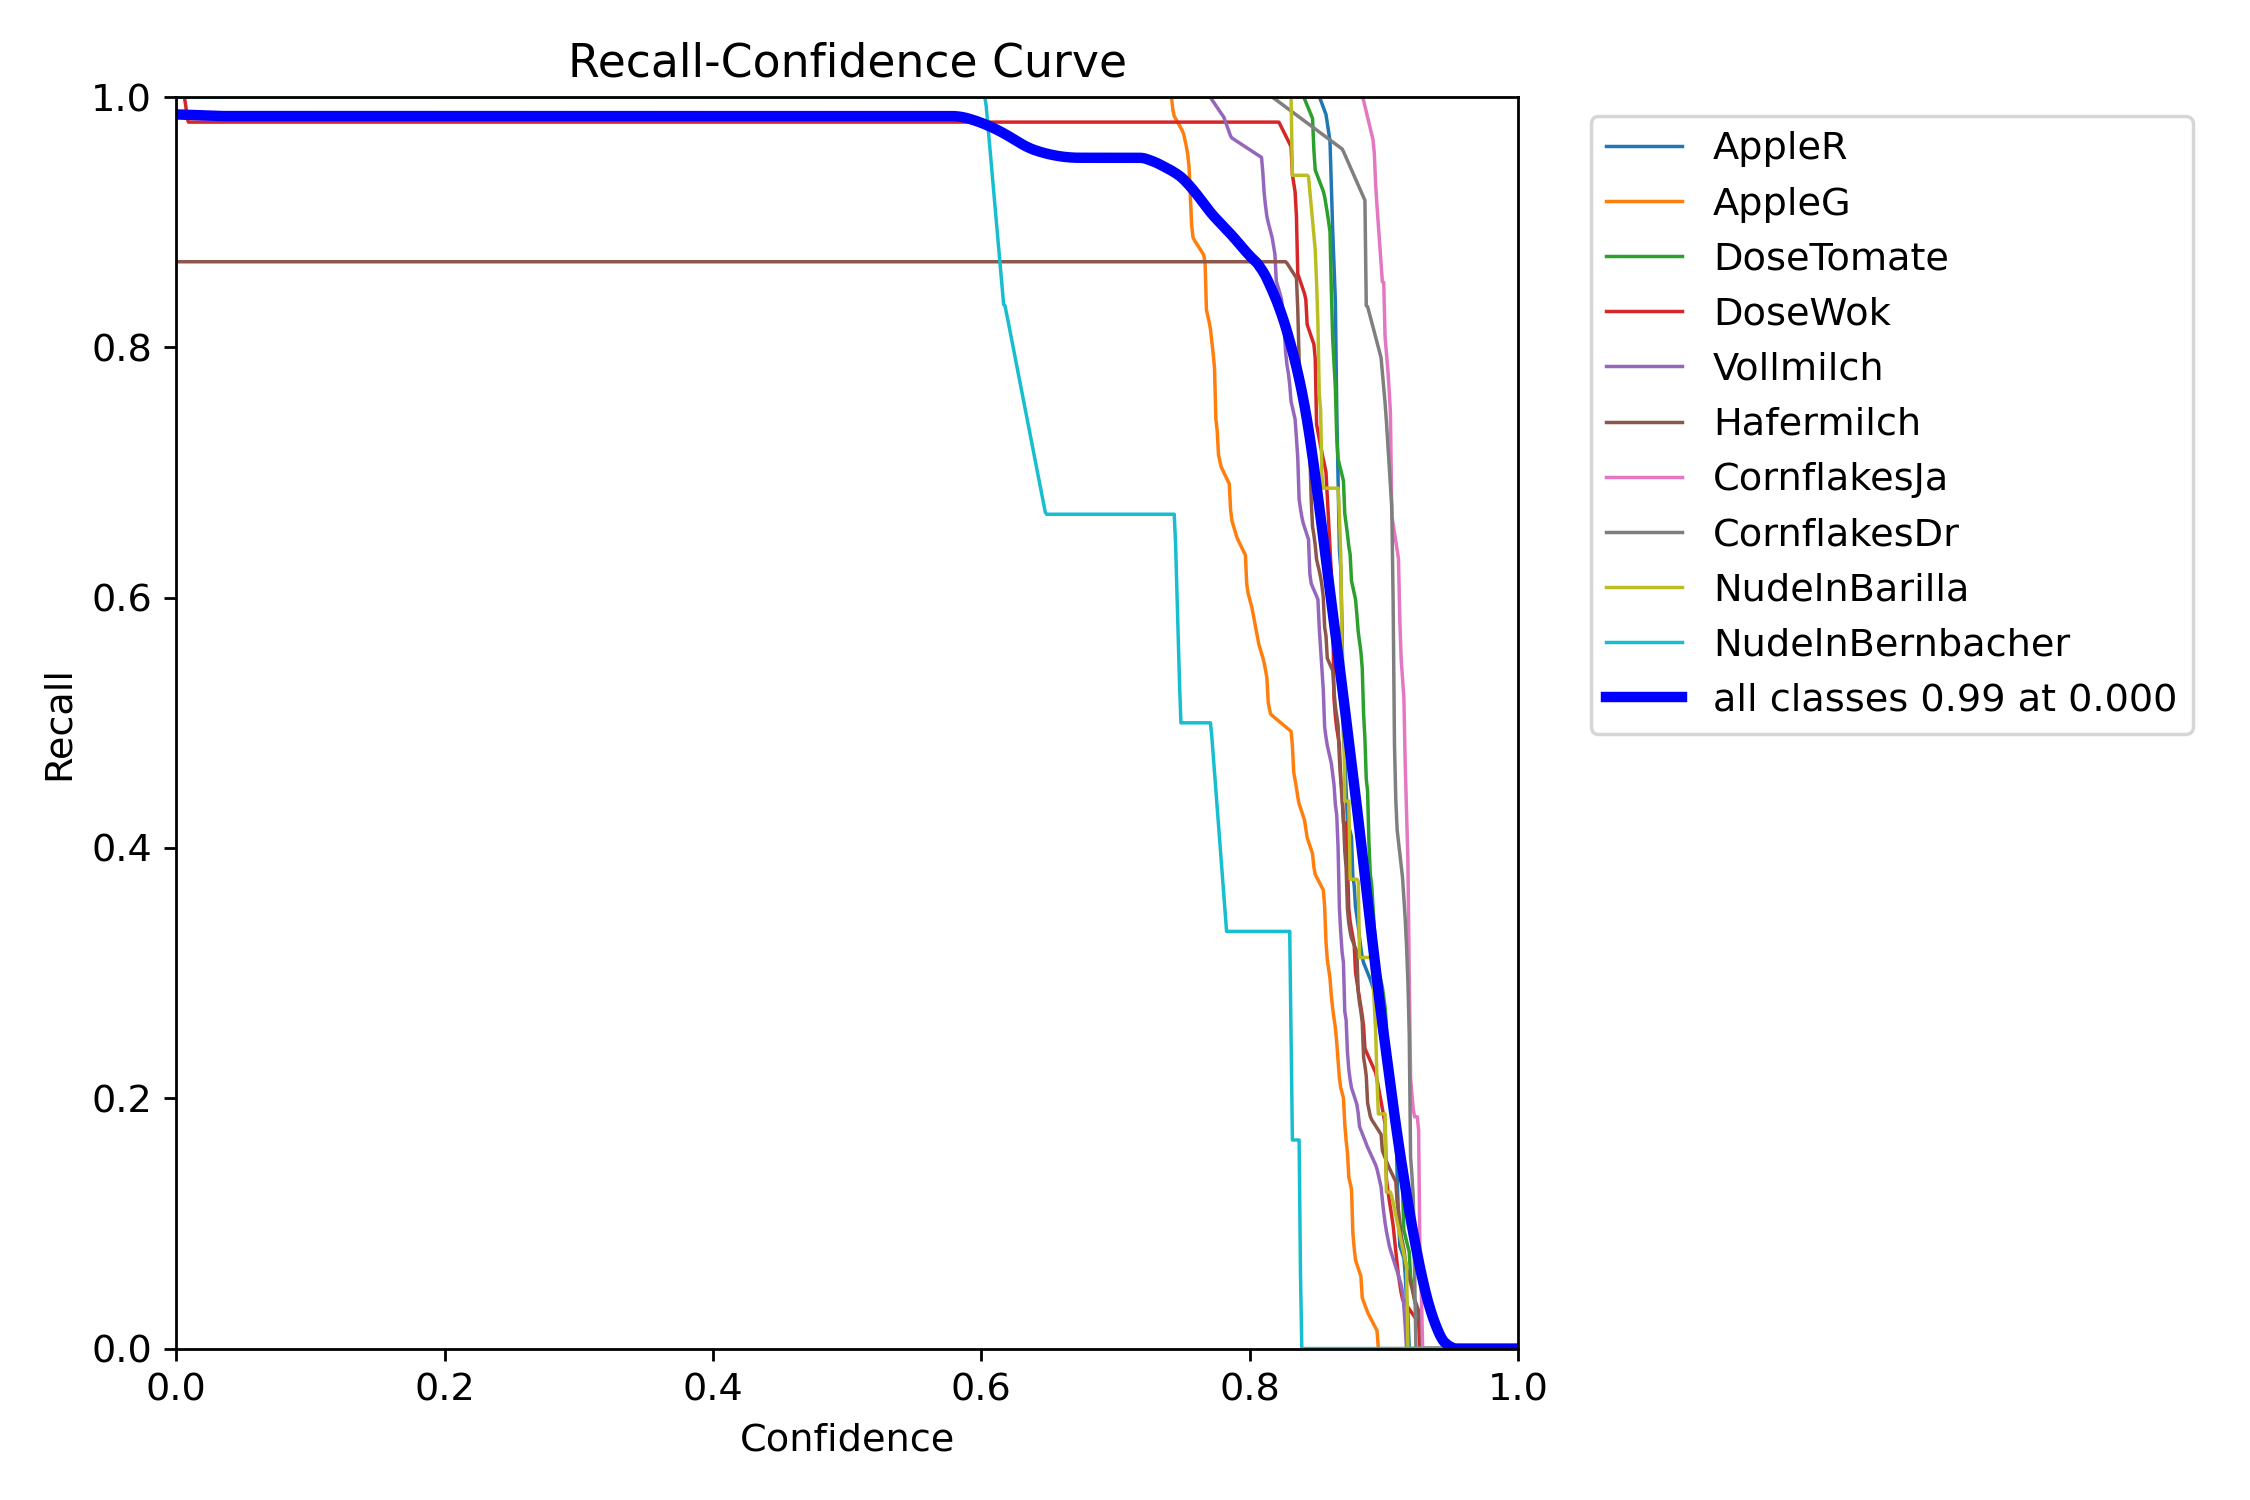 Recall-Confidence Curve
1.0
0.8
0.6
0.4
0.2
0.0
Recall
0.0 0.2 0.4 0.6 0.8 1.0
Confidence
AppleR
AppleG
DoseTomate
DoseWok
Vollmilch
Hafermilch
CornflakesJa
CornflakesDr
NudelnBarilla
NudelnBernbacher
all classes 0.99 at 0.000